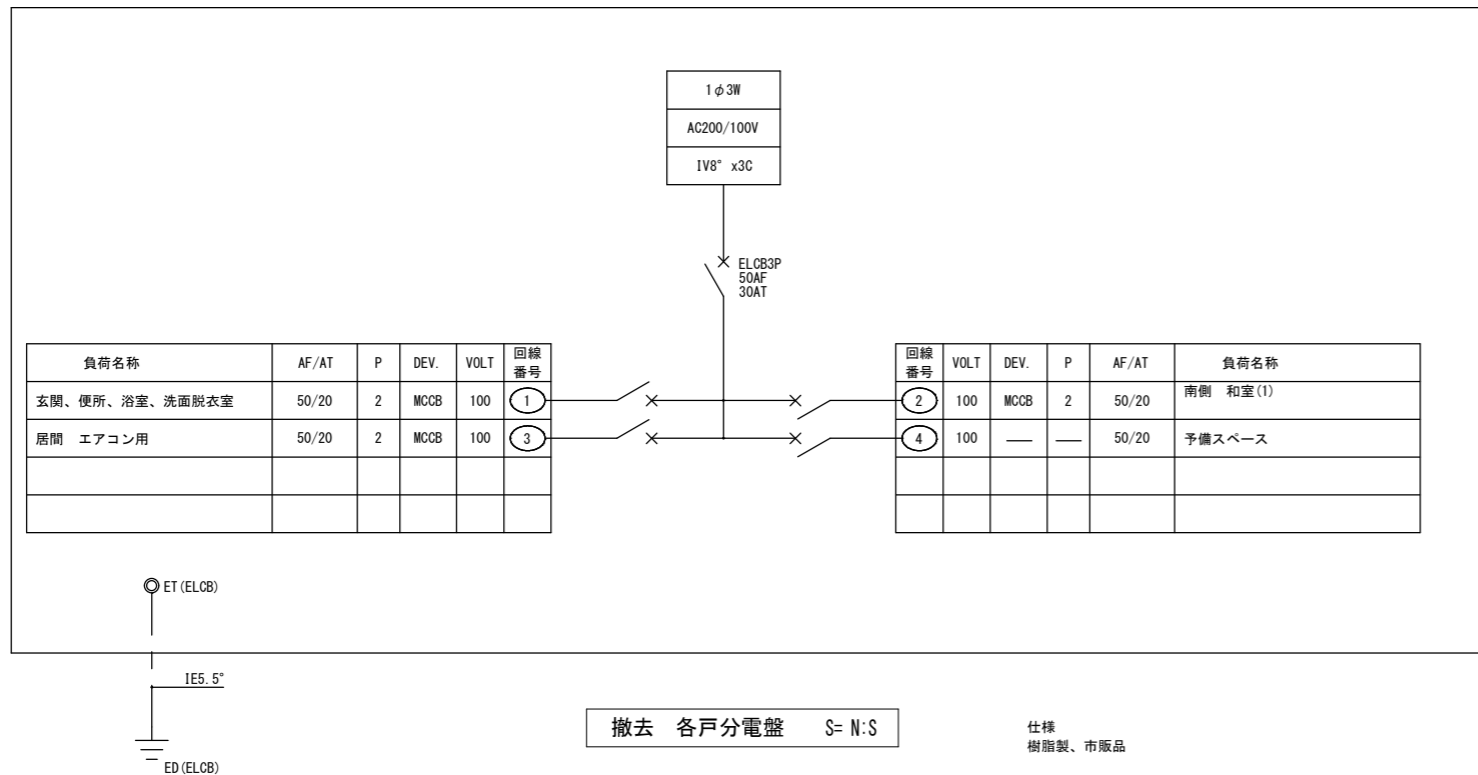 1φ3W
AC200/100V
IV8° x3C
ELCB3P
50AF
30AT
負荷名称 AF/AT P DEV. VOLT 回線番号
玄関、便所、浴室、洗面脱衣室 50/20 2 MCCB 100 1
居間 エアコン用 50/20 2 MCCB 100 3
回線番号 VOLT DEV. P AF/AT 負荷名称
2 100 MCCB 2 50/20 南側 和室(1)
4 100 — — 50/20 予備スペース
ET(ELCB)
IE5.5°
ED(ELCB)
撤去 各戸分電盤 S= N:S
仕様
樹脂製、市販品